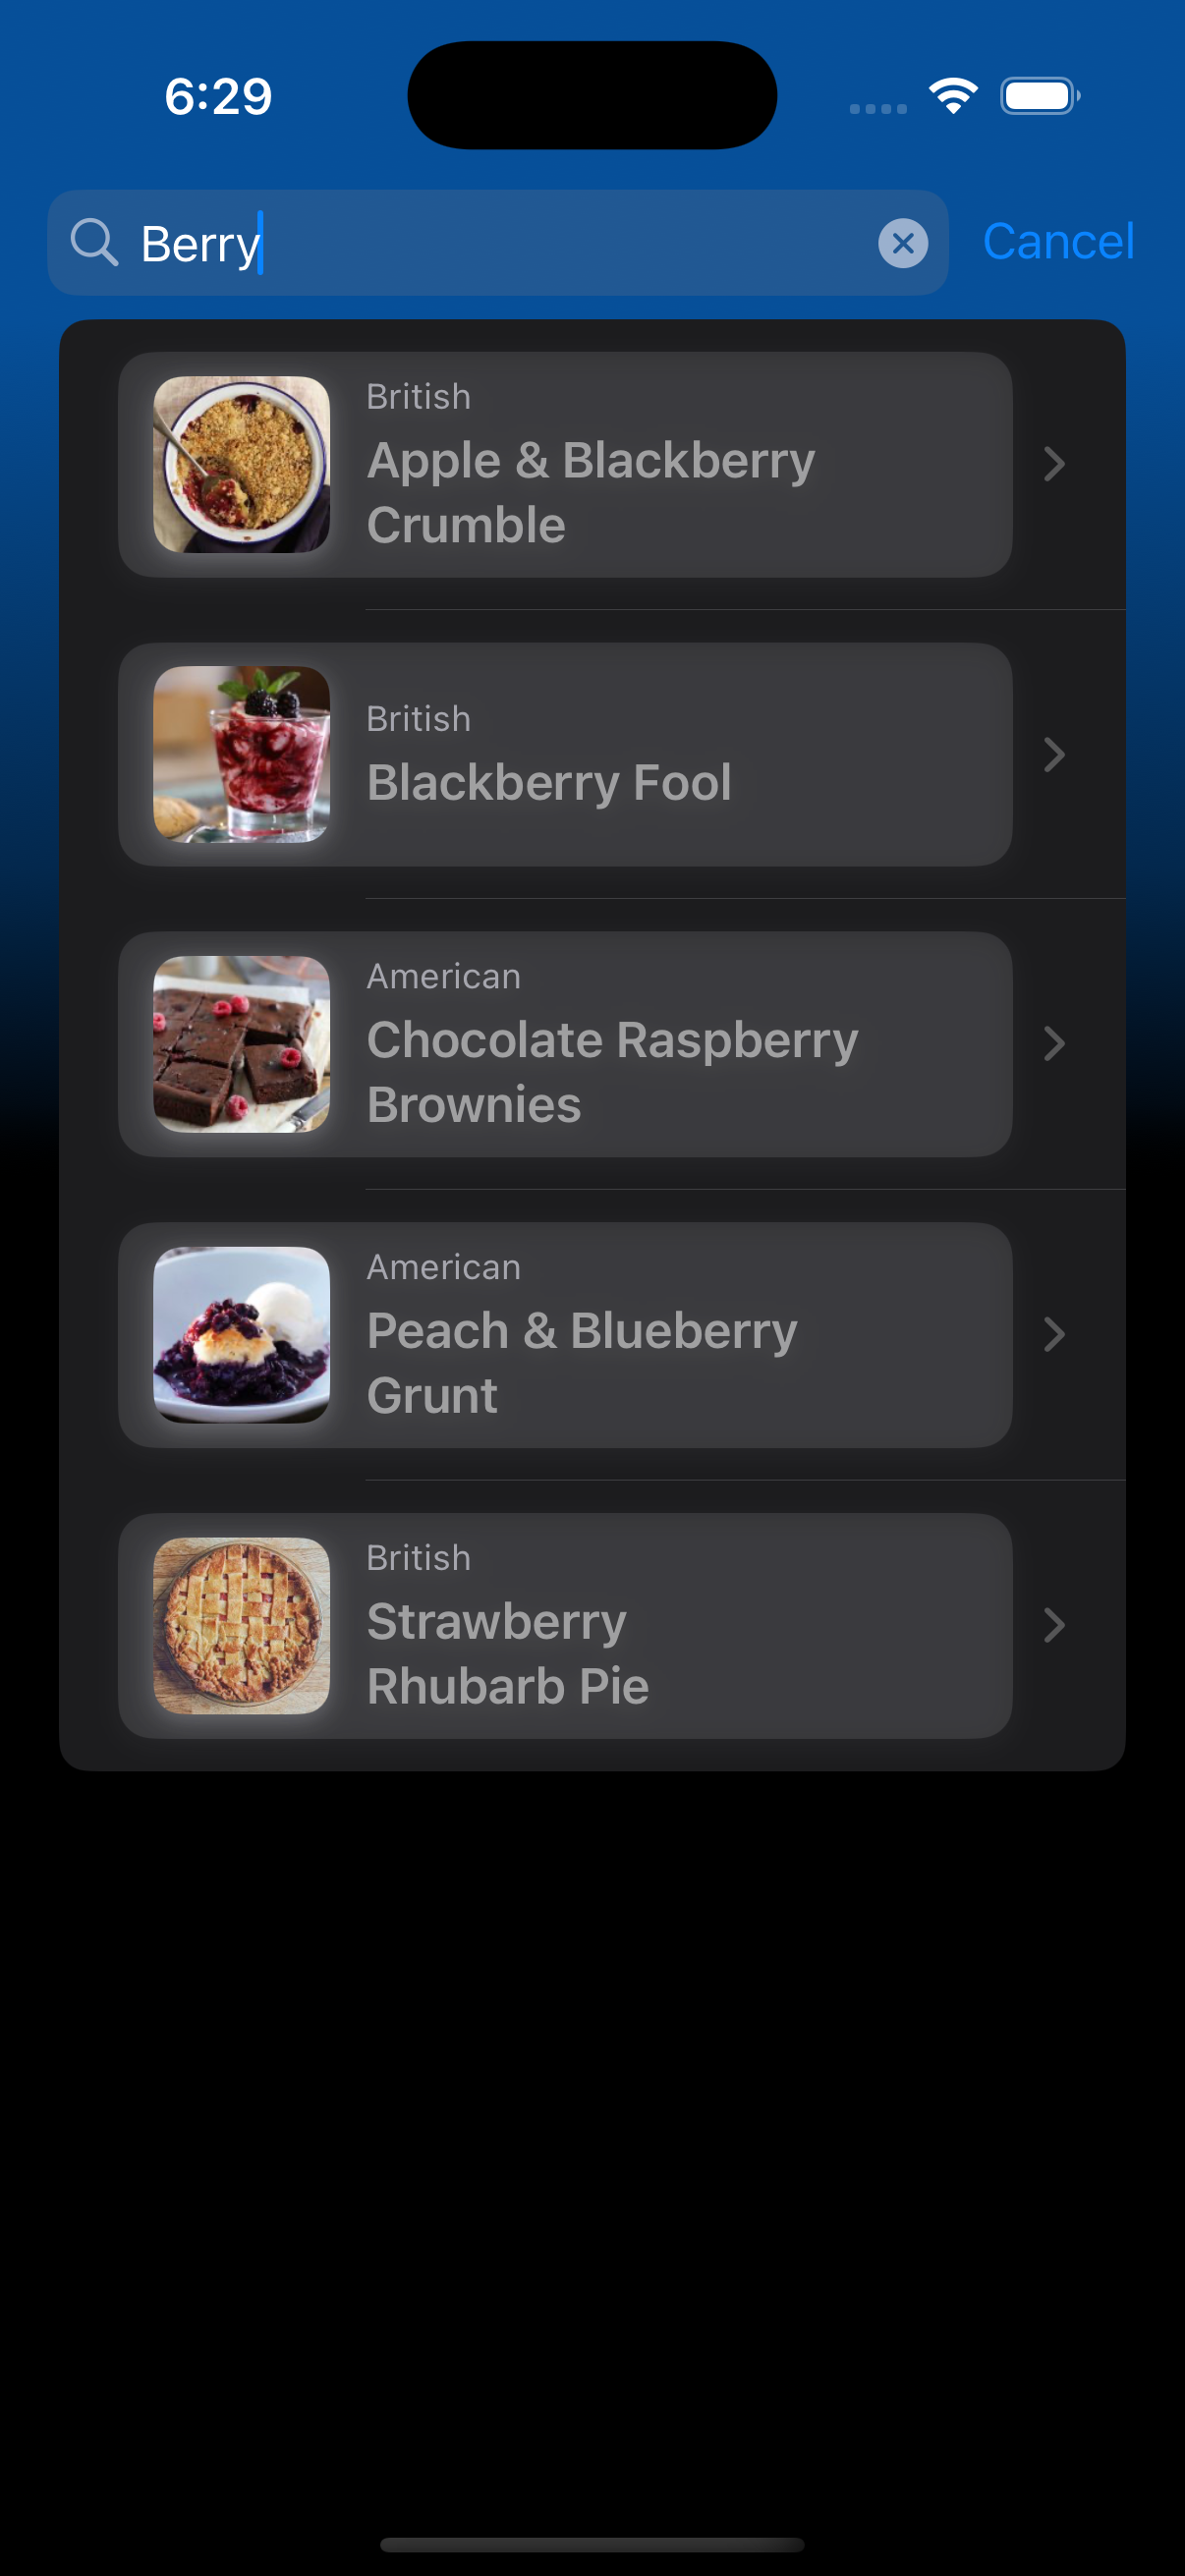 6:29
Berry
Cancel
British
Apple & Blackberry
Crumble
British
Blackberry Fool
American
Chocolate Raspberry
Brownies
American
Peach & Blueberry
Grunt
British
Strawberry
Rhubarb Pie